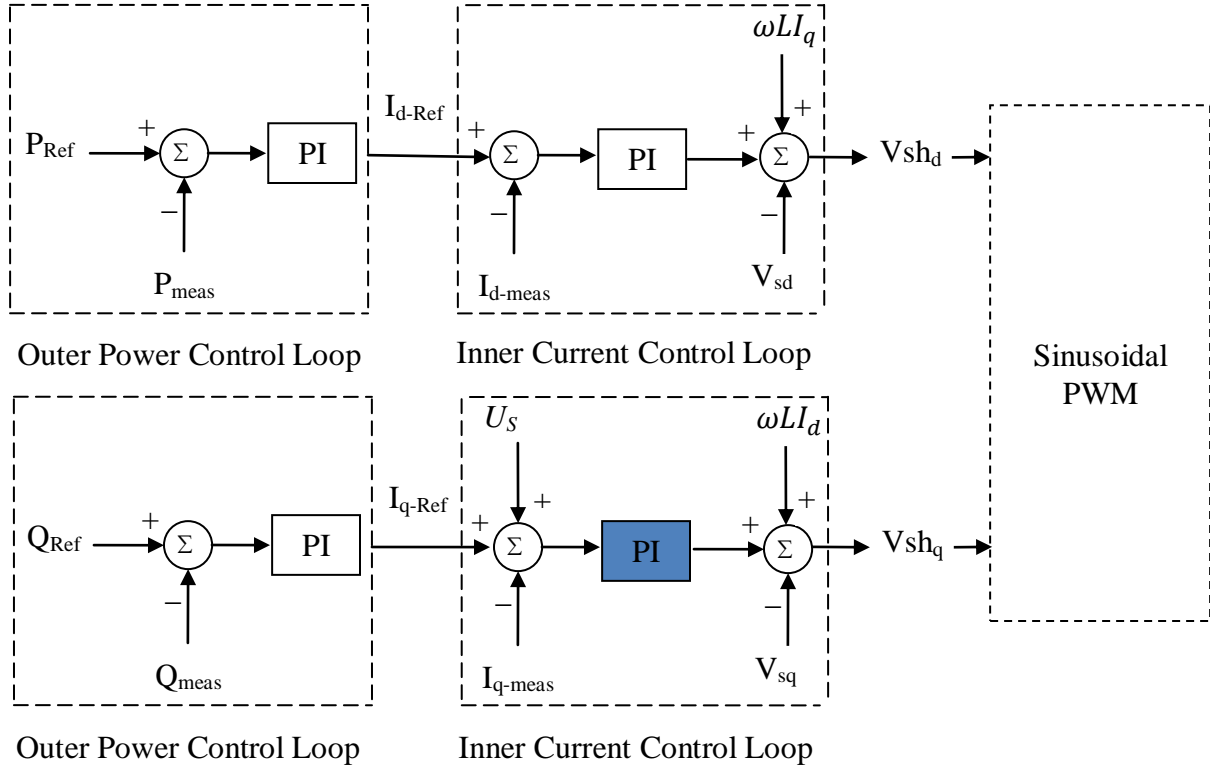 ωLI_q
I_d-Ref
+
+
+
+
P_Ref
Σ
PI
Σ
PI
Σ
Vsh_d
−
−
−
P_meas
I_d-meas
V_sd
Outer Power Control Loop
Inner Current Control Loop
Sinusoidal
PWM
U_S
ωLI_d
I_q-Ref
+
+
+
+
+
Q_Ref
Σ
PI
Σ
PI
Σ
Vsh_q
−
−
−
Q_meas
I_q-meas
V_sq
Outer Power Control Loop
Inner Current Control Loop